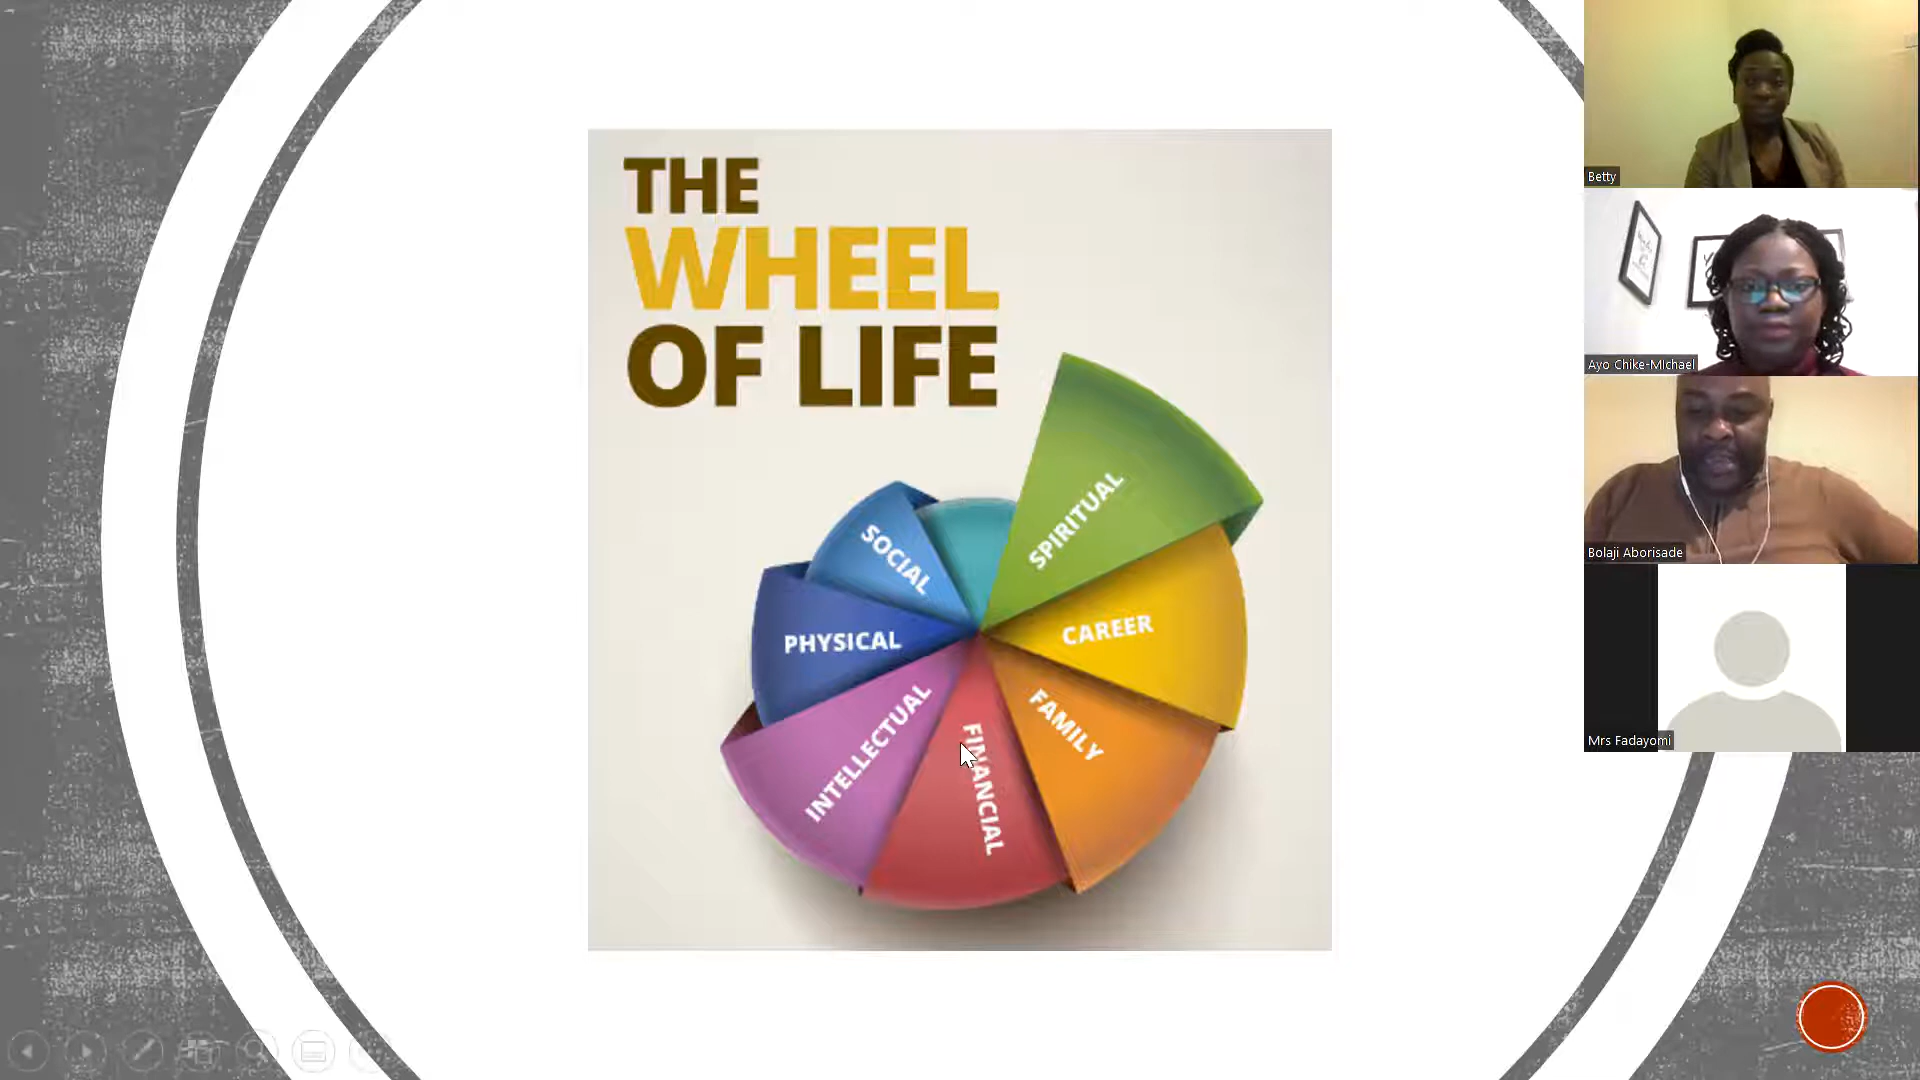 THE
WHEEL
OF LIFE
SPIRITUAL
SOCIAL
CAREER
PHYSICAL
FAMILY
INTELLECTUAL
FINANCIAL
Betty
Ayo Chike-Michael
Bolaji Aborisade
Mrs Fadayomi